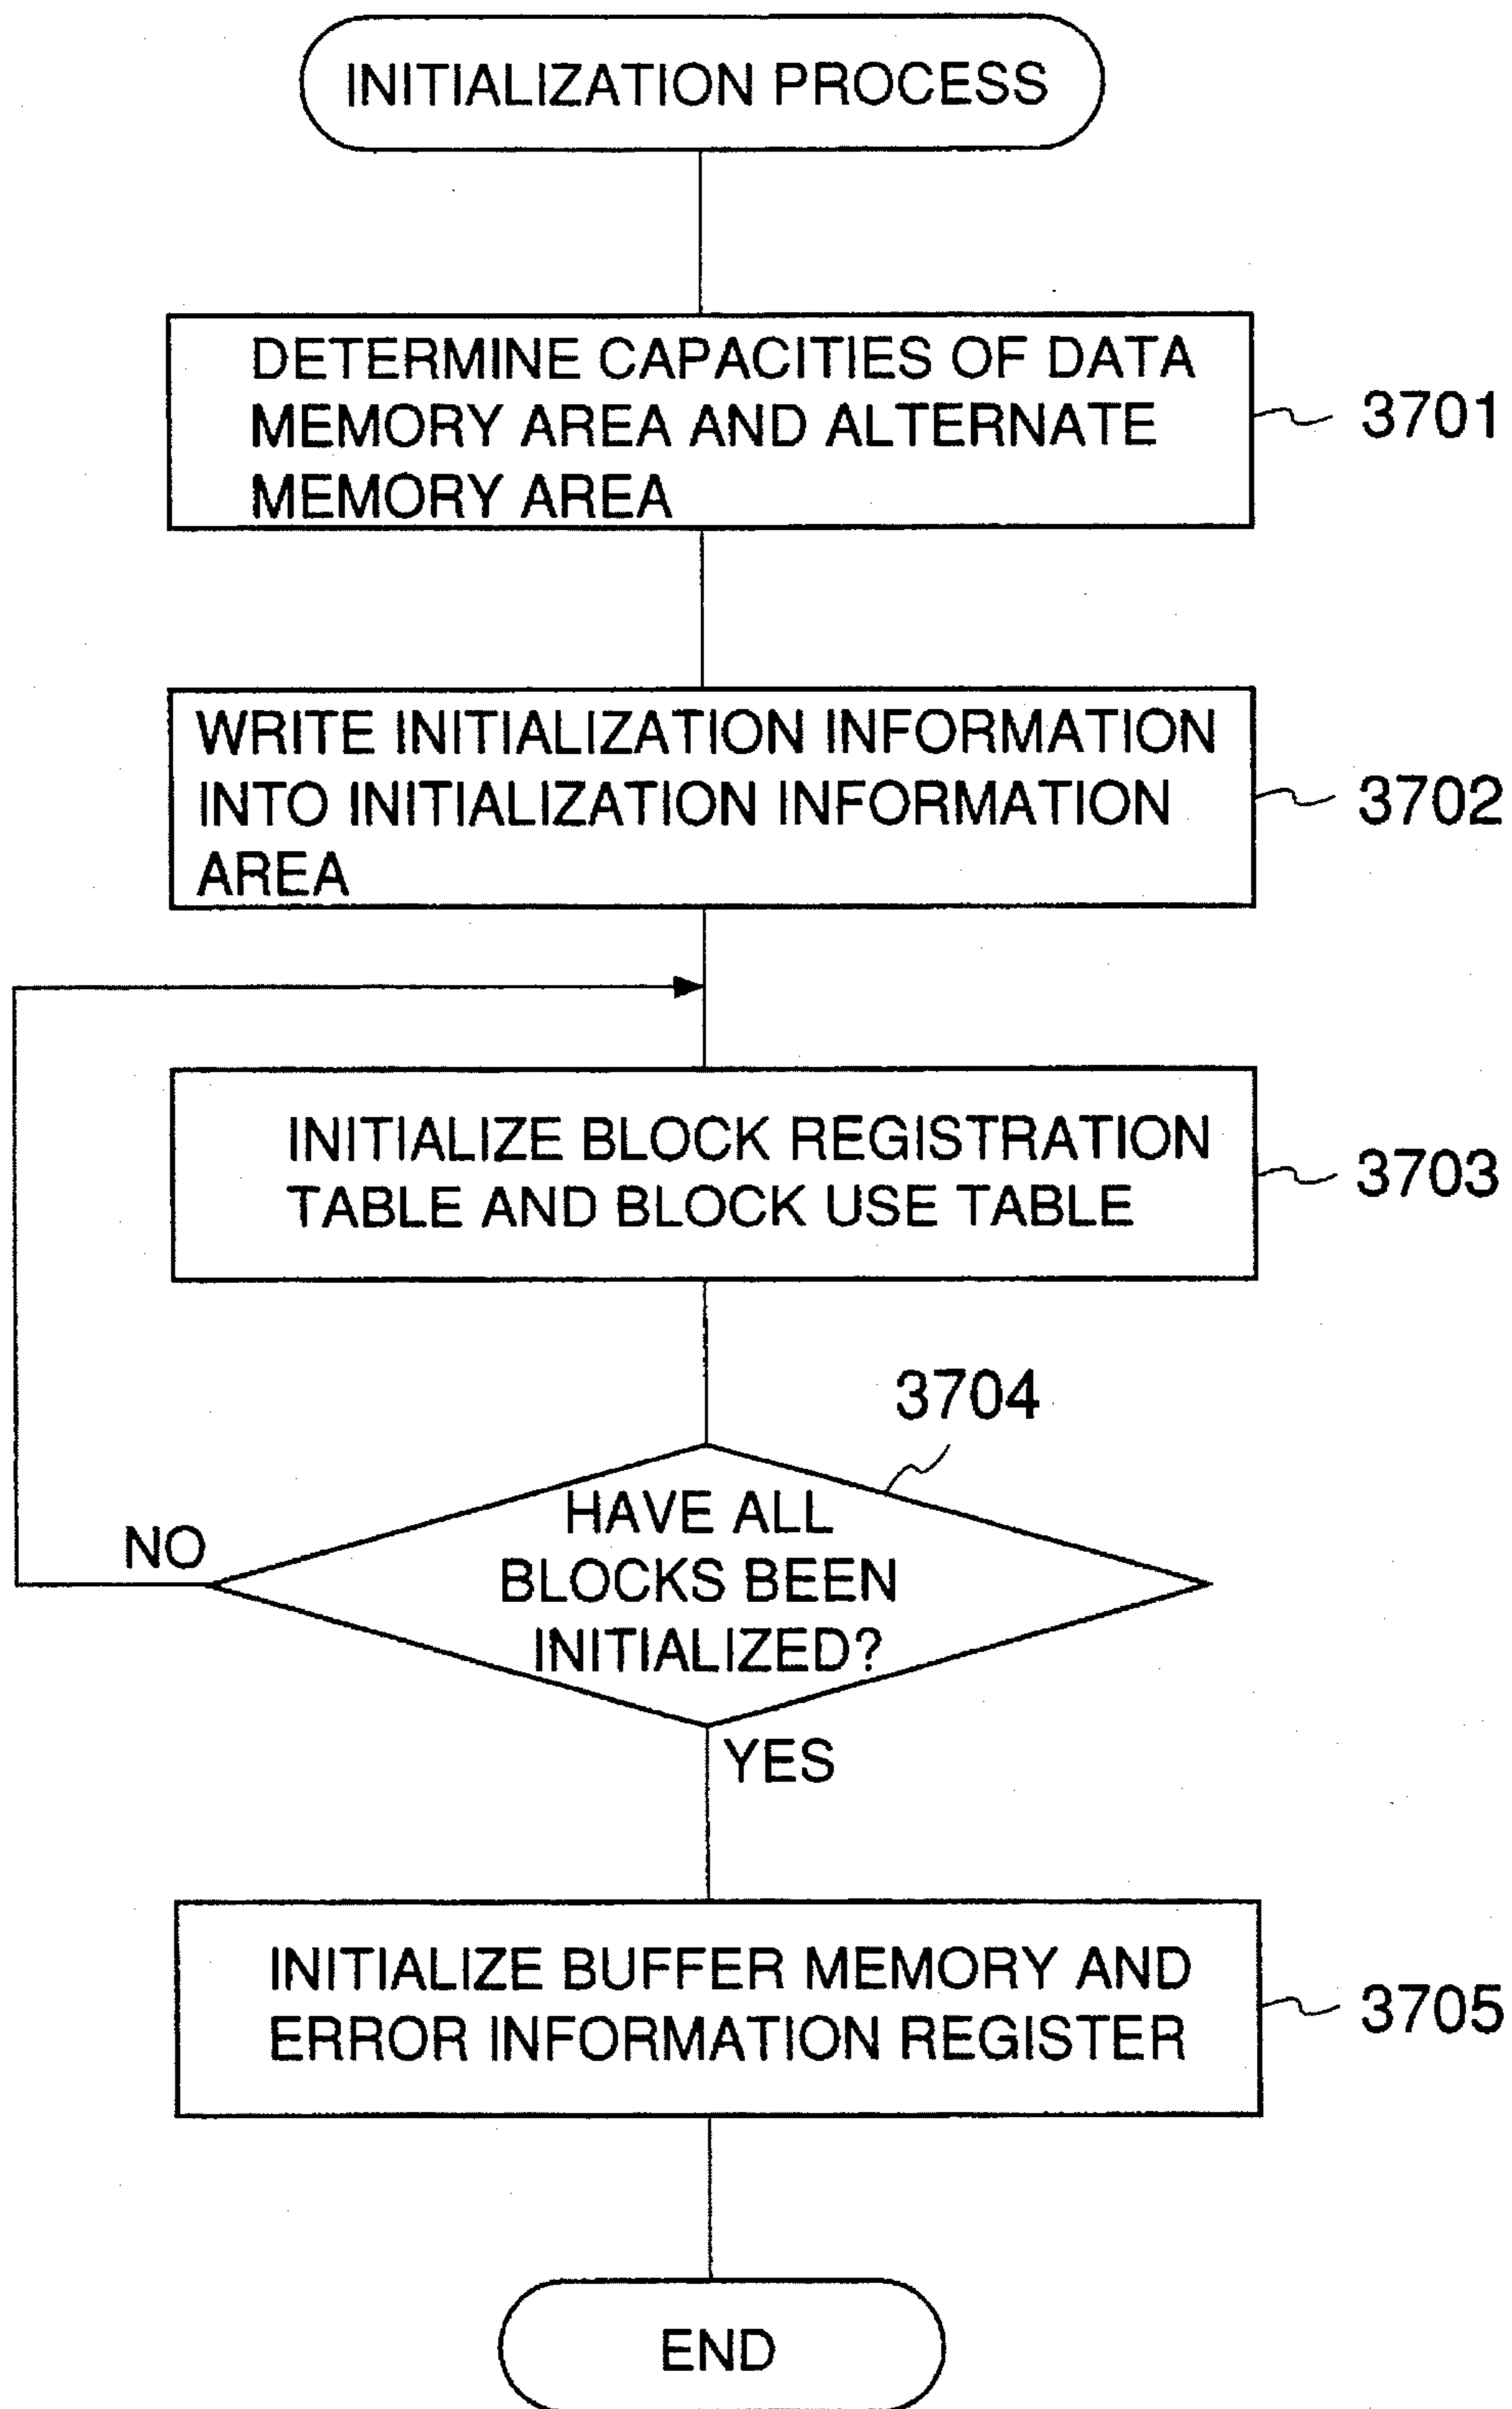 INITIALIZATION PROCESS
DETERMINE CAPACITIES OF DATA
MEMORY AREA AND ALTERNATE
MEMORY AREA
3701
WRITE INITIALIZATION INFORMATION
INTO INITIALIZATION INFORMATION
AREA
3702
INITIALIZE BLOCK REGISTRATION
TABLE AND BLOCK USE TABLE
3703
3704
HAVE ALL
BLOCKS BEEN
INITIALIZED?
NO
YES
INITIALIZE BUFFER MEMORY AND
ERROR INFORMATION REGISTER
3705
END